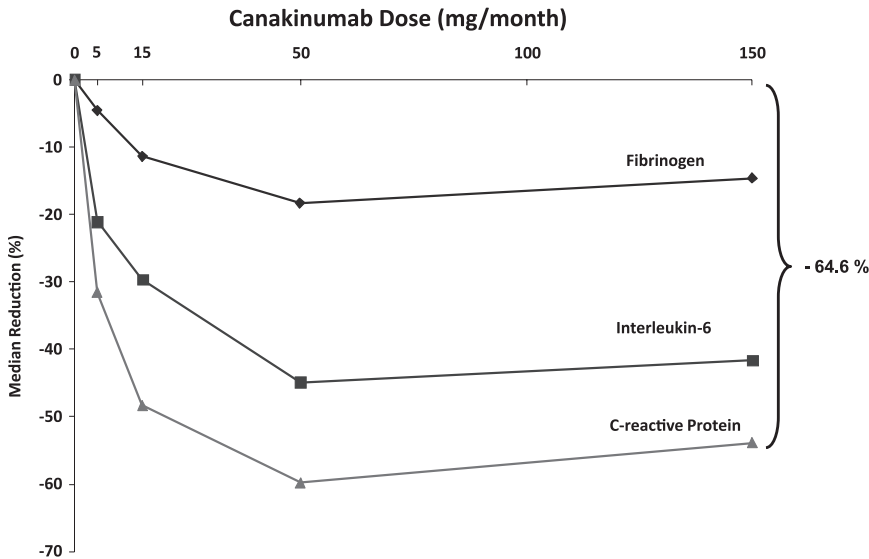 Canakinumab Dose (mg/month)
0 5 15 50 100 150
0
-10
Fibrinogen
-20
Median Reduction (%)
- 64.6 %
-30
Interleukin-6
-40
-50
C-reactive Protein
-60
-70